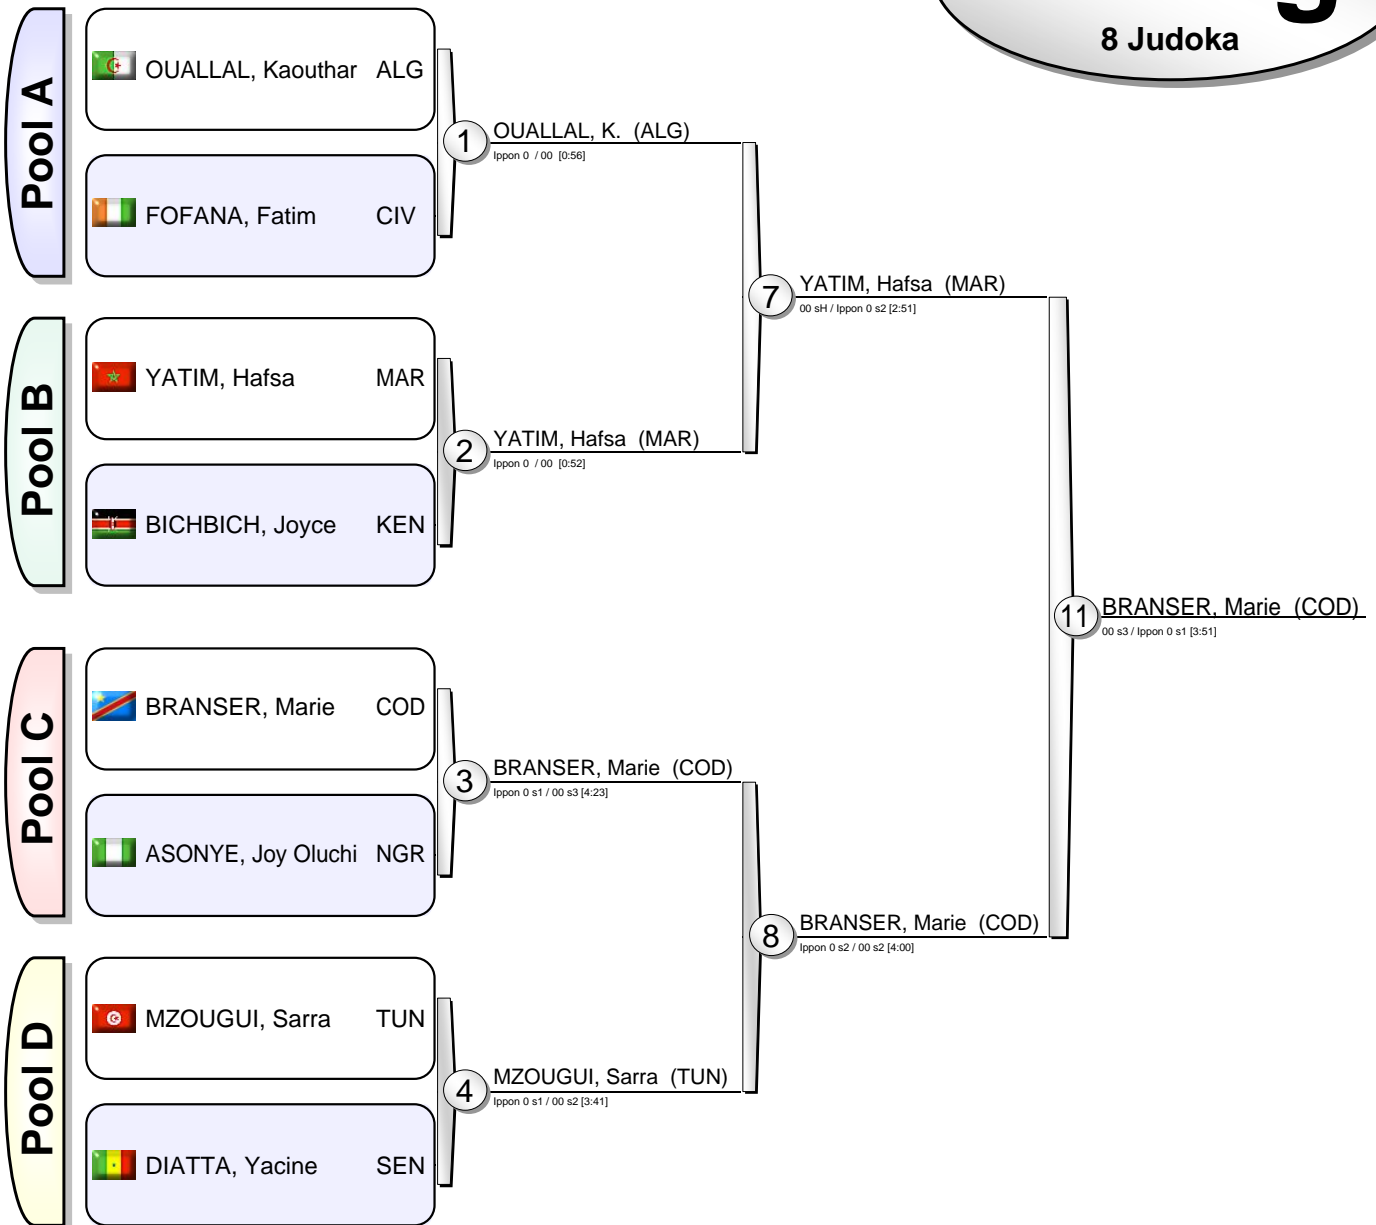 8 Judoka
Pool A
OUALLAL, Kaouthar ALG
FOFANA, Fatim CIV
1
OUALLAL, K. (ALG)
Ippon 0 / 00 [0:56]
Pool B
YATIM, Hafsa MAR
BICHBICH, Joyce KEN
2
YATIM, Hafsa (MAR)
Ippon 0 / 00 [0:52]
7
YATIM, Hafsa (MAR)
00 sH / Ippon 0 s2 [2:51]
Pool C
BRANSER, Marie COD
ASONYE, Joy Oluchi NGR
3
BRANSER, Marie (COD)
Ippon 0 s1 / 00 s3 [4:23]
Pool D
MZOUGUI, Sarra TUN
DIATTA, Yacine SEN
4
MZOUGUI, Sarra (TUN)
Ippon 0 s1 / 00 s2 [3:41]
8
BRANSER, Marie (COD)
Ippon 0 s2 / 00 s2 [4:00]
11
BRANSER, Marie (COD)
00 s3 / Ippon 0 s1 [3:51]